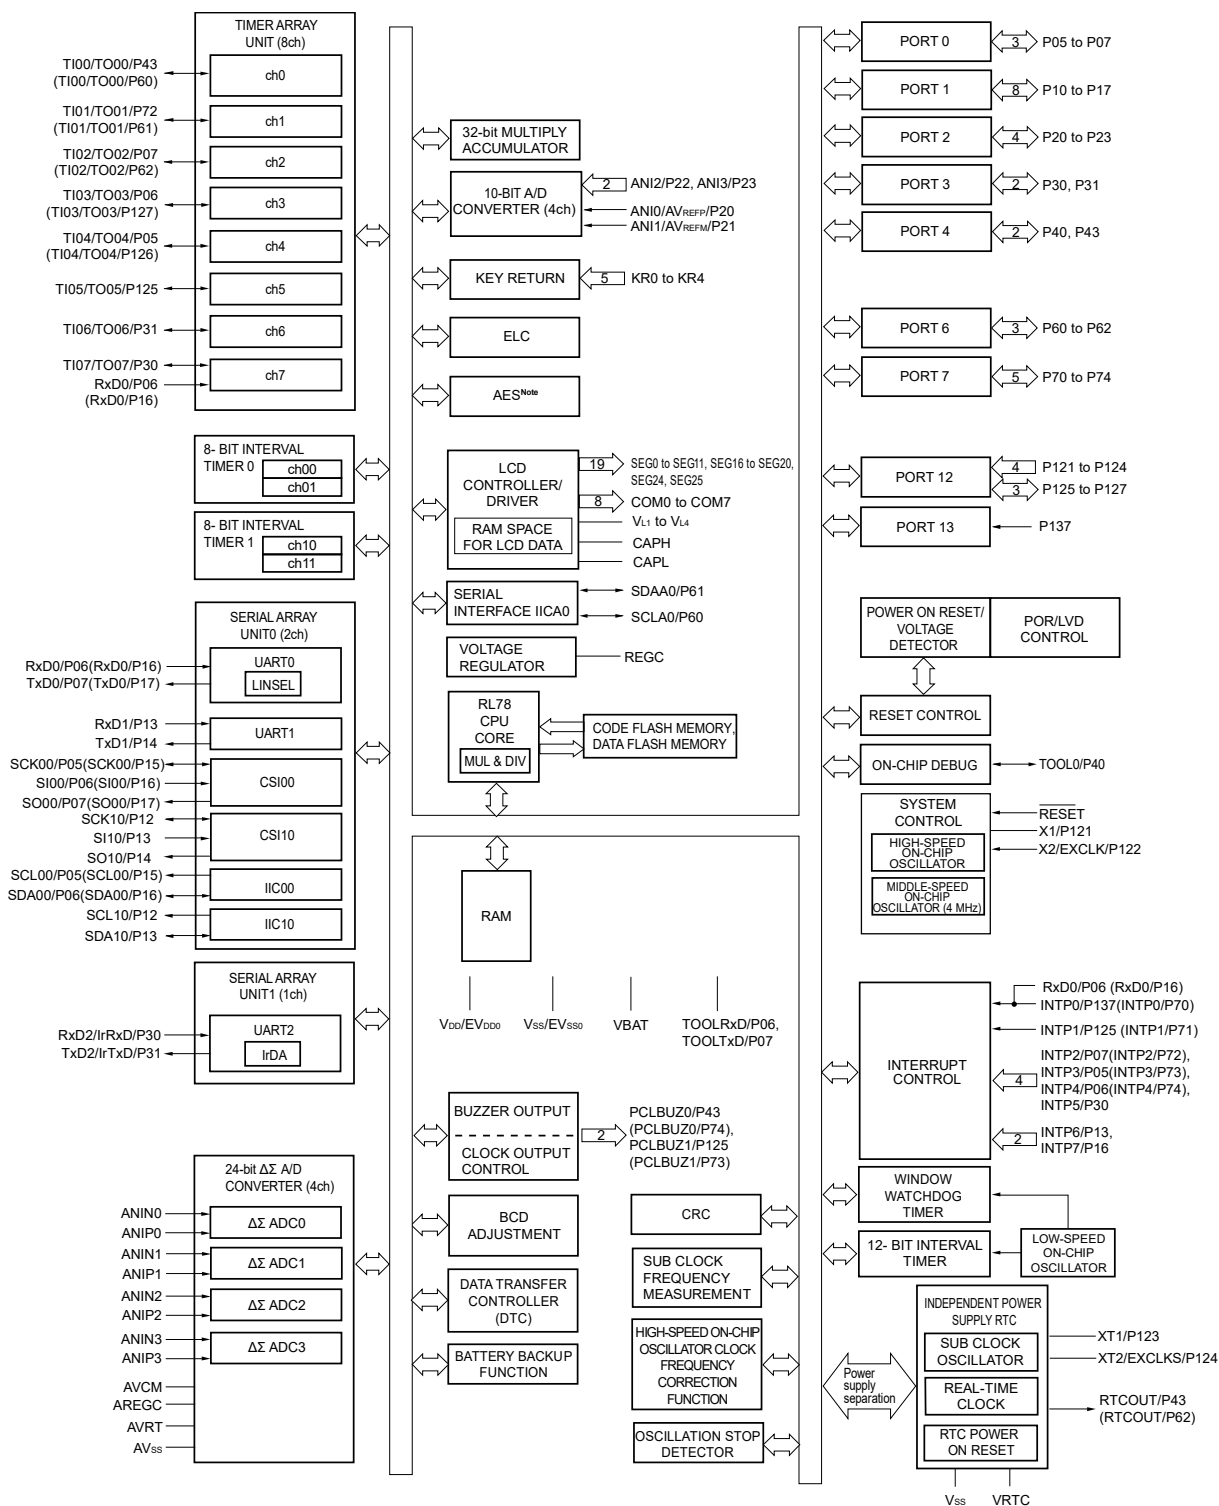 TIMER ARRAY
UNIT (8ch)
TI00/TO00/P43
(TI00/TO00/P60)
ch0
TI01/TO01/P72
(TI01/TO01/P61)
ch1
TI02/TO02/P07
(TI02/TO02/P62)
ch2
TI03/TO03/P06
(TI03/TO03/P127)
ch3
TI04/TO04/P05
(TI04/TO04/P126)
ch4
TI05/TO05/P125
ch5
TI06/TO06/P31
ch6
TI07/TO07/P30
RxD0/P06
(RxD0/P16)
ch7
8- BIT INTERVAL
TIMER 0
ch00
ch01
8- BIT INTERVAL
TIMER 1
ch10
ch11
SERIAL ARRAY
UNIT0 (2ch)
RxD0/P06(RxD0/P16)
TxD0/P07(TxD0/P17)
UART0
LINSEL
RxD1/P13
TxD1/P14
UART1
SCK00/P05(SCK00/P15)
SI00/P06(SI00/P16)
SO00/P07(SO00/P17)
CSI00
SCK10/P12
SI10/P13
SO10/P14
CSI10
SCL00/P05(SCL00/P15)
SDA00/P06(SDA00/P16)
IIC00
SCL10/P12
SDA10/P13
IIC10
SERIAL ARRAY
UNIT1 (1ch)
RxD2/IrRxD/P30
TxD2/IrTxD/P31
UART2
IrDA
24-bit ΔΣ A/D
CONVERTER (4ch)
ANIN0
ANIP0
ΔΣ ADC0
ANIN1
ANIP1
ΔΣ ADC1
ANIN2
ANIP2
ΔΣ ADC2
ANIN3
ANIP3
ΔΣ ADC3
AVCM
AREGC
AVRT
AVSS
32-bit MULTIPLY
ACCUMULATOR
10-BIT A/D
CONVERTER (4ch)
2
ANI2/P22, ANI3/P23
ANI0/AVREFP/P20
ANI1/AVREFM/P21
KEY RETURN
5
KR0 to KR4
ELC
AESNote
LCD
CONTROLLER/
DRIVER
RAM SPACE
FOR LCD DATA
19
SEG0 to SEG11, SEG16 to SEG20,
SEG24, SEG25
8
COM0 to COM7
VL1 to VL4
CAPH
CAPL
SERIAL
INTERFACE IICA0
SDAA0/P61
SCLA0/P60
VOLTAGE
REGULATOR
REGC
RL78
CPU
CORE
MUL & DIV
CODE FLASH MEMORY,
DATA FLASH MEMORY
RAM
VDD/EVDD0
VSS/EVSS0
VBAT
TOOLRxD/P06,
TOOLTxD/P07
BUZZER OUTPUT
CLOCK OUTPUT
CONTROL
2
PCLBUZ0/P43
(PCLBUZ0/P74),
PCLBUZ1/P125
(PCLBUZ1/P73)
BCD
ADJUSTMENT
DATA TRANSFER
CONTROLLER
(DTC)
BATTERY BACKUP
FUNCTION
CRC
SUB CLOCK
FREQUENCY
MEASUREMENT
HIGH-SPEED ON-CHIP
OSCILLATOR CLOCK
FREQUENCY
CORRECTION
FUNCTION
OSCILLATION STOP
DETECTOR
PORT 0
3
P05 to P07
PORT 1
8
P10 to P17
PORT 2
4
P20 to P23
PORT 3
2
P30, P31
PORT 4
2
P40, P43
PORT 6
3
P60 to P62
PORT 7
5
P70 to P74
PORT 12
4
P121 to P124
3
P125 to P127
PORT 13
P137
POWER ON RESET/
VOLTAGE
DETECTOR
POR/LVD
CONTROL
RESET CONTROL
ON-CHIP DEBUG
TOOL0/P40
SYSTEM
CONTROL
HIGH-SPEED
ON-CHIP
OSCILLATOR
MIDDLE-SPEED
ON-CHIP
OSCILLATOR (4 MHz)
RESET
X1/P121
X2/EXCLK/P122
INTERRUPT
CONTROL
RxD0/P06 (RxD0/P16)
INTP0/P137(INTP0/P70)
INTP1/P125 (INTP1/P71)
4
INTP2/P07(INTP2/P72),
INTP3/P05(INTP3/P73),
INTP4/P06(INTP4/P74),
INTP5/P30
2
INTP6/P13,
INTP7/P16
WINDOW
WATCHDOG
TIMER
12- BIT INTERVAL
TIMER
LOW-SPEED
ON-CHIP
OSCILLATOR
Power
supply
separation
INDEPENDENT POWER
SUPPLY RTC
SUB CLOCK
OSCILLATOR
REAL-TIME
CLOCK
RTC POWER
ON RESET
XT1/P123
XT2/EXCLKS/P124
RTCOUT/P43
(RTCOUT/P62)
VSS
VRTC